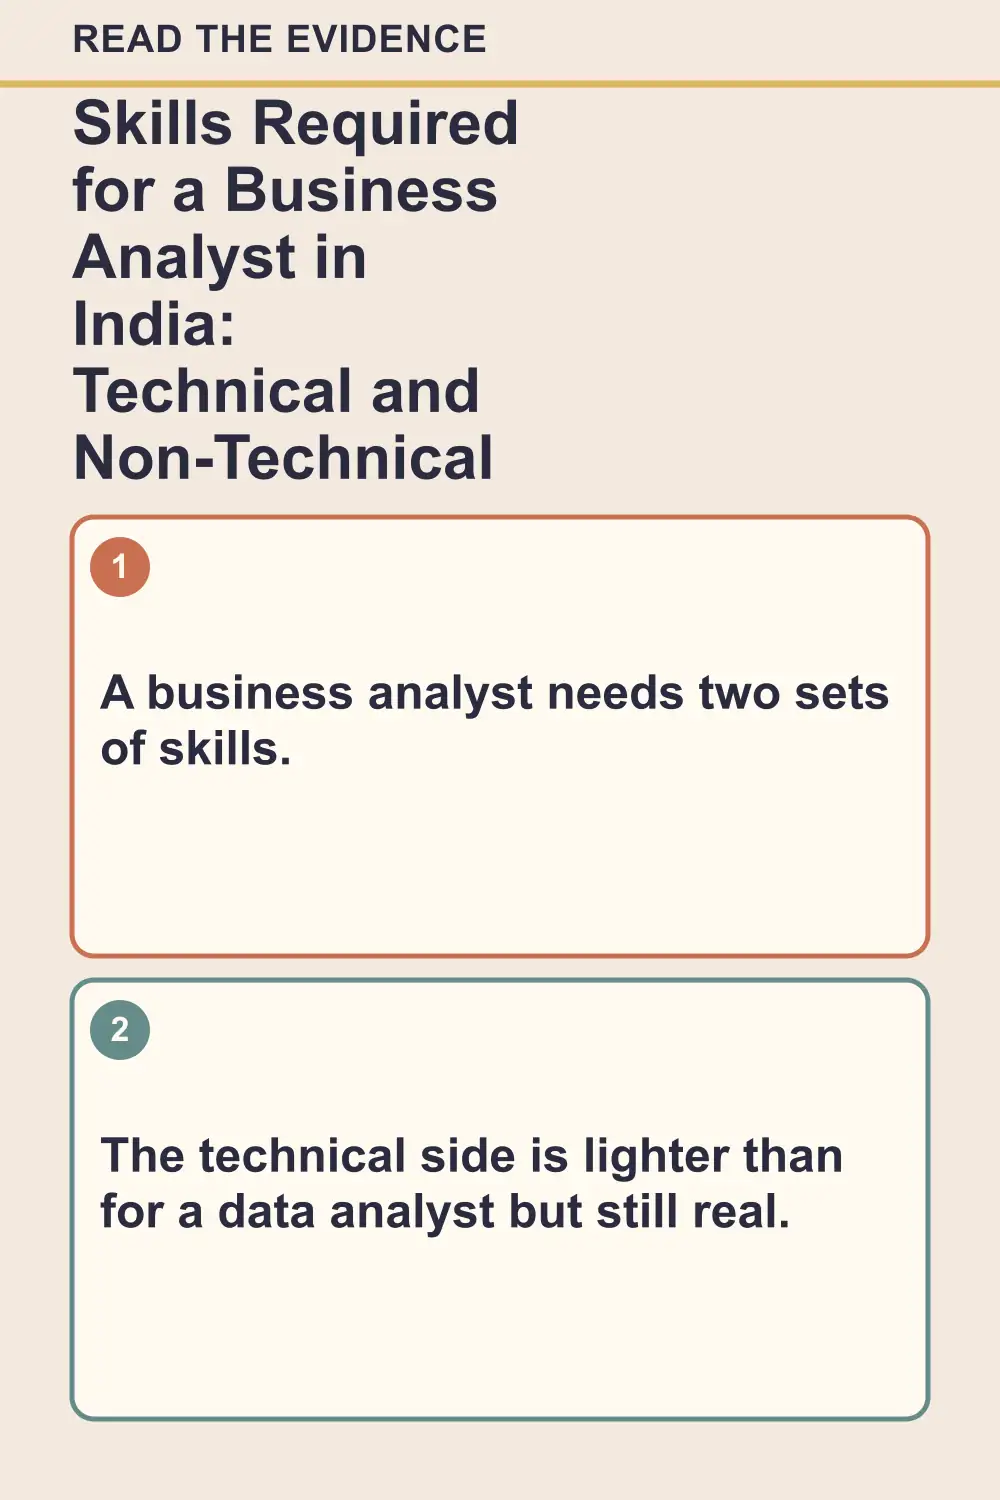 READ THE EVIDENCE
Skills Required
for a Business
Analyst in
India:
Technical and
Non-Technical
1
A business analyst needs two sets
of skills.
2
The technical side is lighter than
for a data analyst but still real.